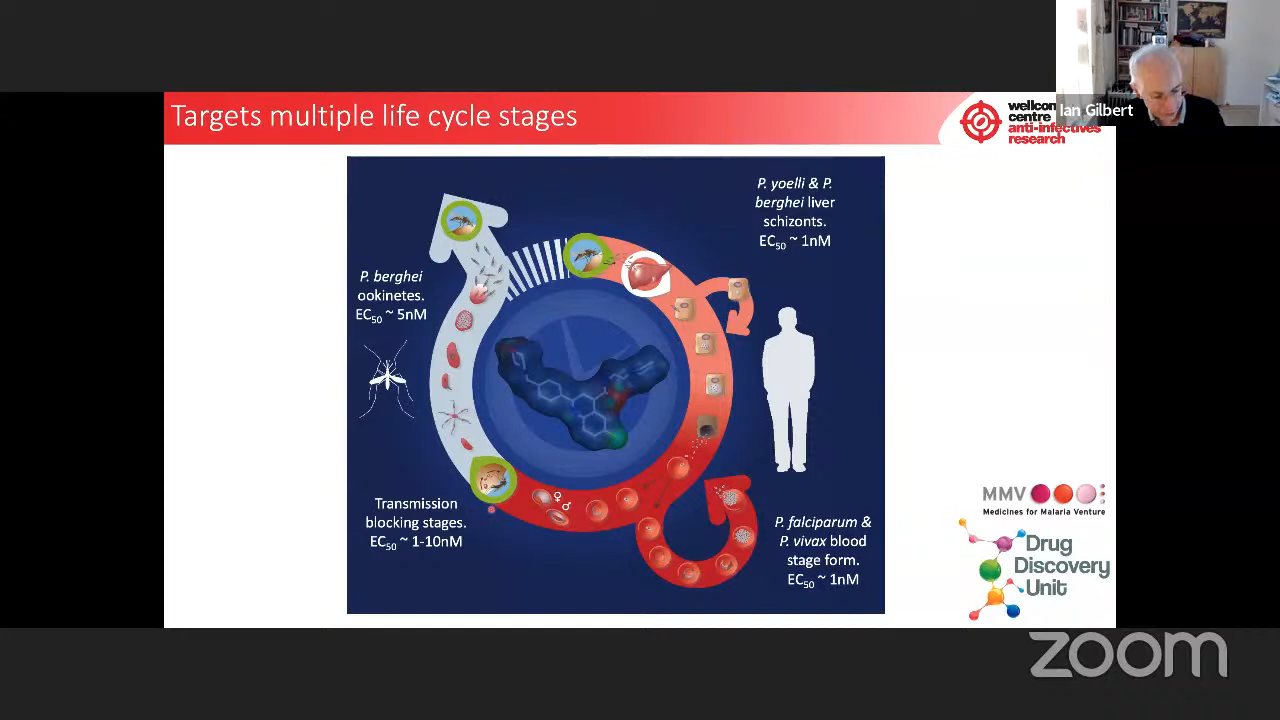 Targets multiple life cycle stages
wellcon
centre
anti-infectives
research
Ian Gilbert
P. yoelli & P.
berghei liver
schizonts.
EC50 ~ 1nM
P. berghei
ookinetes.
EC50 ~ 5nM
Transmission
blocking stages.
EC50 ~ 1-10nM
♀
♂
P. falciparum &
P. vivax blood
stage form.
EC50 ~ 1nM
MMV
Medicines for Malaria Venture
Drug
Discovery
Unit
zoom